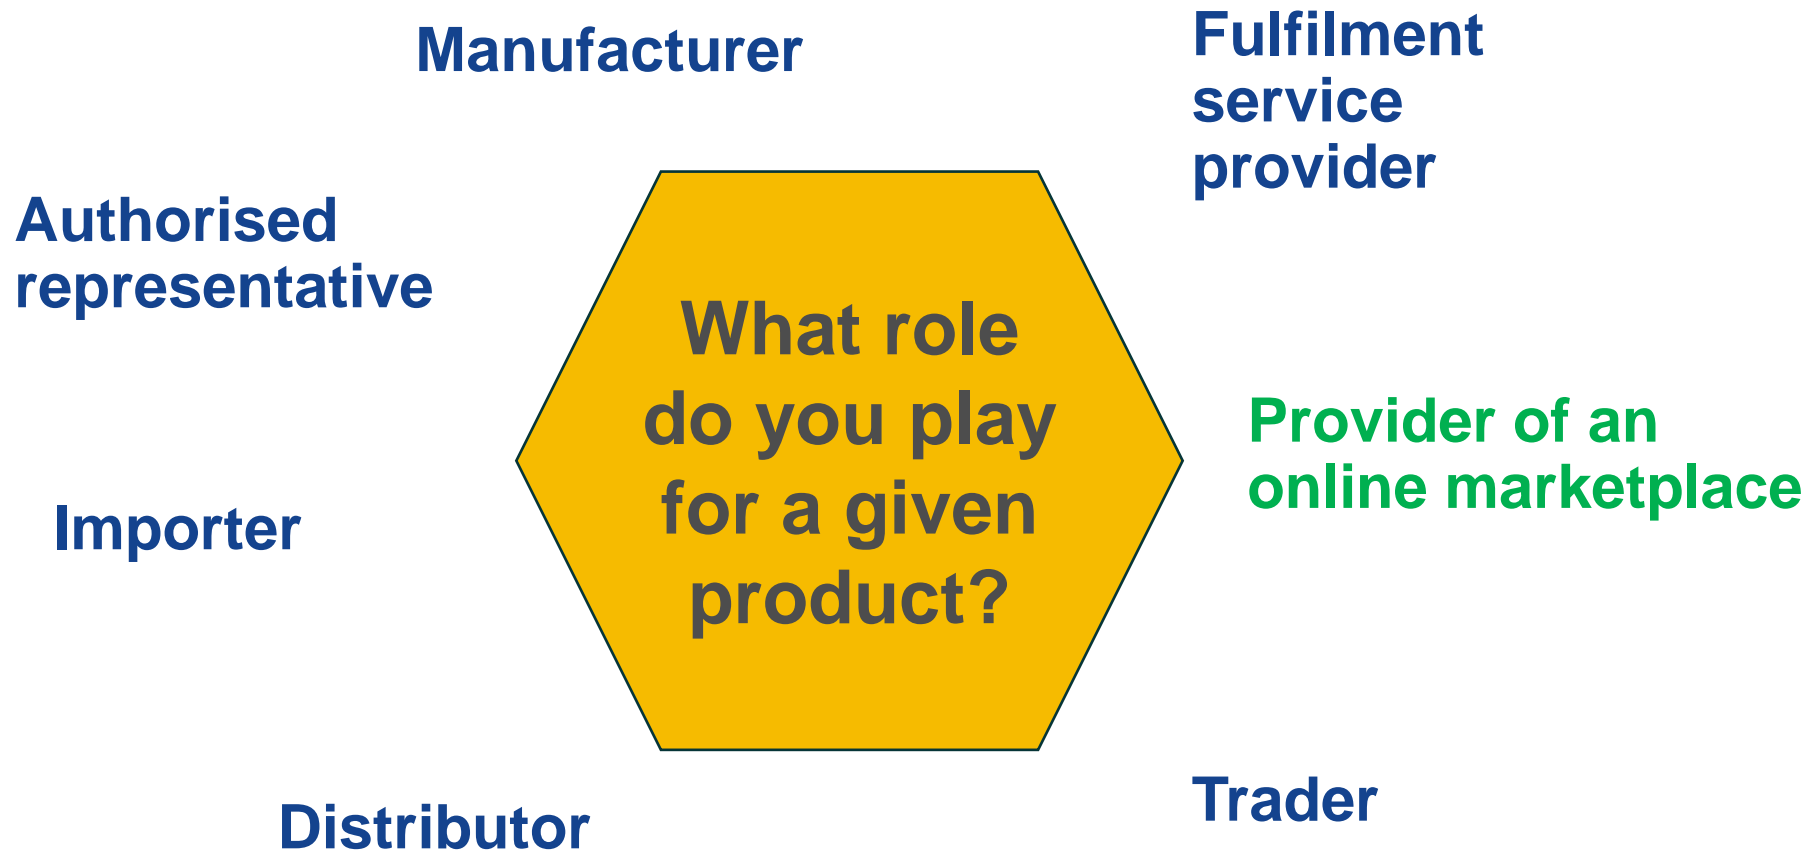 Manufacturer
Fulfilment
service
provider
Authorised
representative
What role
do you play
for a given
product?
Provider of an
online marketplace
Importer
Trader
Distributor